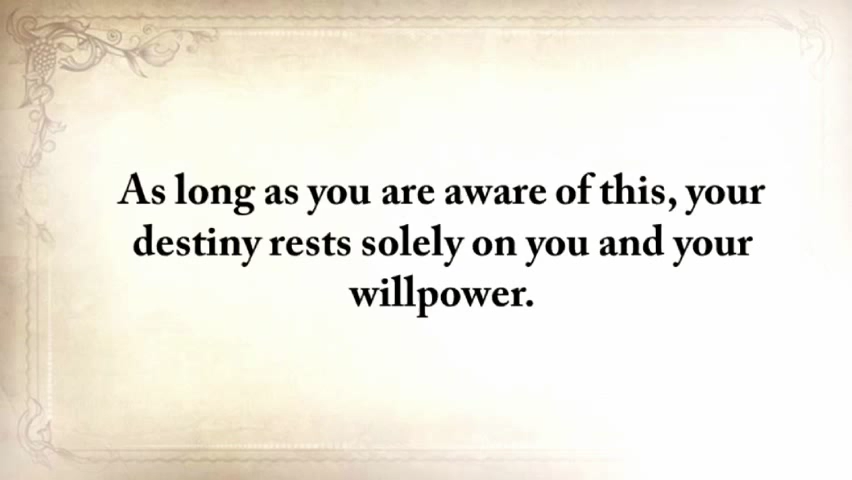 As long as you are aware of this, your
destiny rests solely on you and your
willpower.